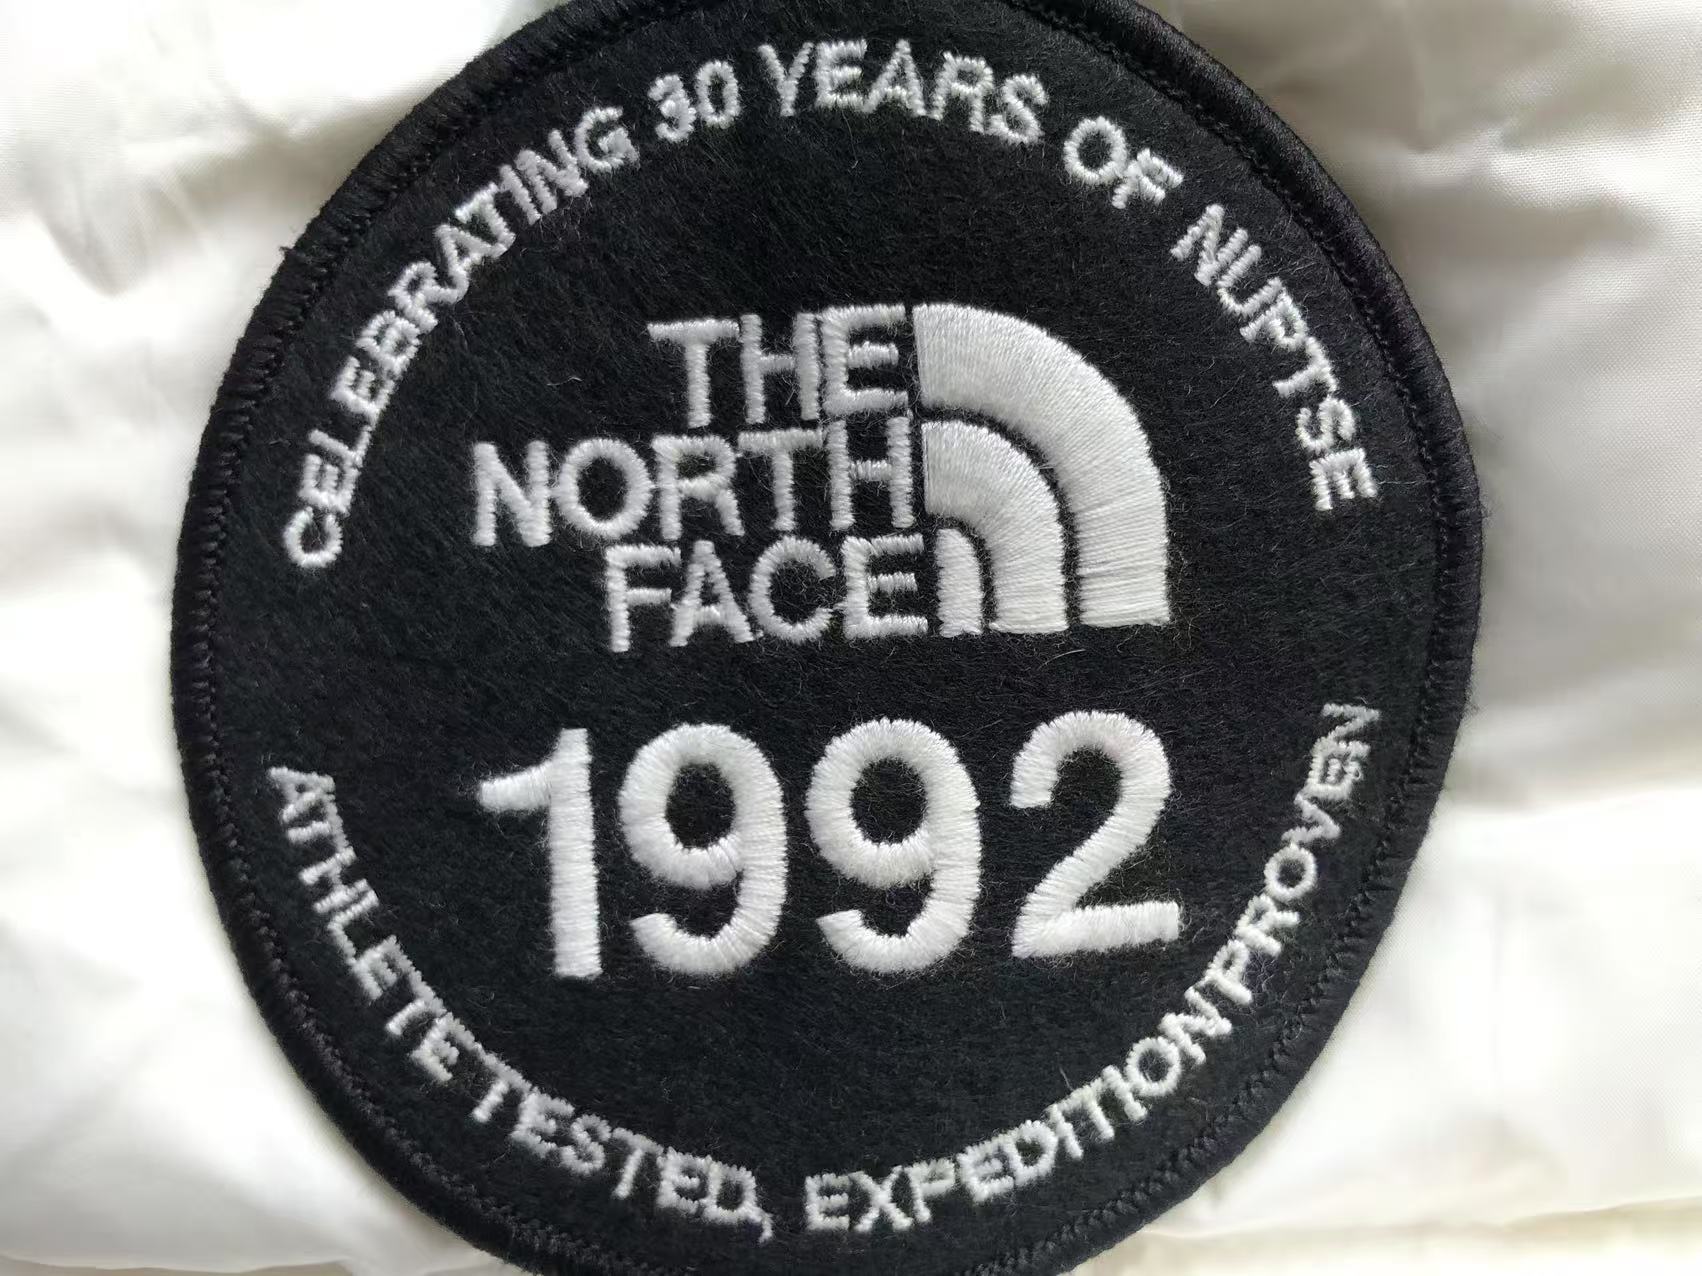 CELEBRATING 30 YEARS OF NUPTSE
THE
NORTH
FACE
1992
ATHLETE TESTED, EXPEDITION PROVEN